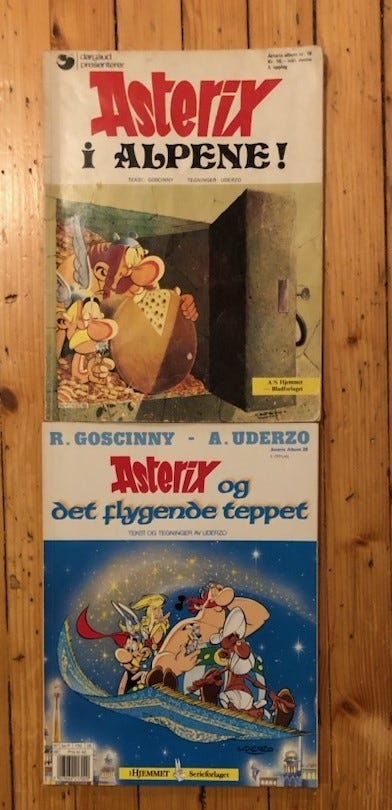 dargaud
presenterer
Asterix
i ALPENE!
TEKST: GOSCINNY TEGNINGER: UDERZO
A/S Hjemmet
Bladforlaget
R. GOSCINNY - A. UDERZO
Asterix Album 28
Asterix og
det flygende teppet
TEKST OG TEGNINGER AV UDERZO
UDERZO
HJEMMET Serieforlaget